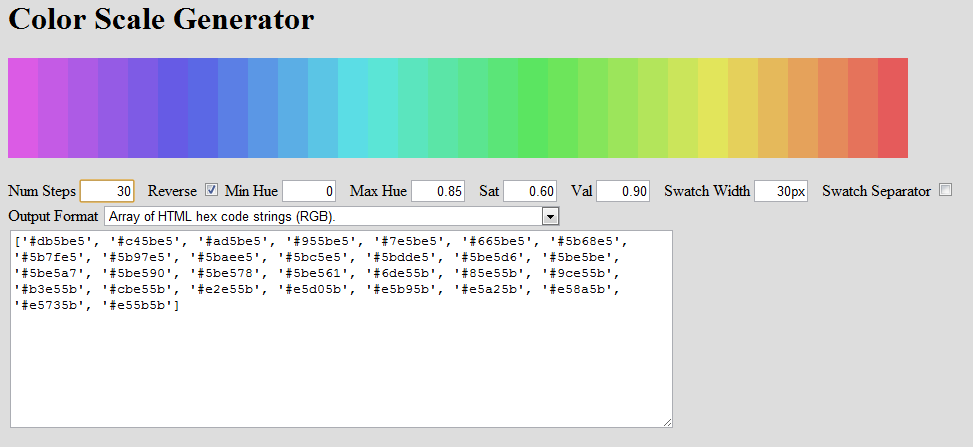 Color Scale Generator
Num Steps 30 Reverse Min Hue 0 Max Hue 0.85 Sat 0.60 Val 0.90 Swatch Width 30px Swatch Separator
Output Format Array of HTML hex code strings (RGB).
['#db5be5', '#c45be5', '#ad5be5', '#955be5', '#7e5be5', '#665be5', '#5b68e5',
'#5b7fe5', '#5b97e5', '#5baee5', '#5bc5e5', '#5bdde5', '#5be5d6', '#5be5be',
'#5be5a7', '#5be590', '#5be578', '#5be561', '#6de55b', '#85e55b', '#9ce55b',
'#b3e55b', '#cbe55b', '#e2e55b', '#e5d05b', '#e5b95b', '#e5a25b', '#e58a5b',
'#e5735b', '#e55b5b']